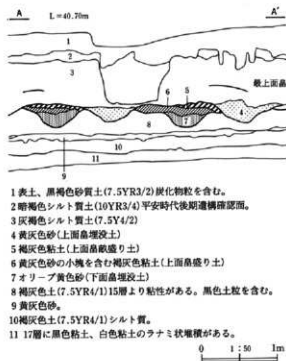 A
L=40.70m
A'
1
2
3
6
5
最上面畠
8
7
4
9
10
11
1 表土、黒褐色砂質土(7.5YR3/2)炭化物粒を含む。
2 暗褐色シルト質土(10YR3/4)平安時代後期遺構確認面。
3 灰褐色シルト質土(7.5Y4/2)
4 黄灰色砂(上面畠埋没土)
5 褐灰色粘土(上面畠畝盛り土)
6 黄灰色砂の小塊を含む褐灰色粘土(上面畠盛り土)
7 オリーブ黄色砂(下面畠埋没土)
8 褐灰色土(7.5YR4/1)15層より粘性がある。黒色土粒を含む。
9 黄灰色砂。
10 褐灰色土(7.5YR4/1)シルト質。
11 17層に黒色粘土、白色粘土のラナミ状堆積がある。
0 1:50 1m